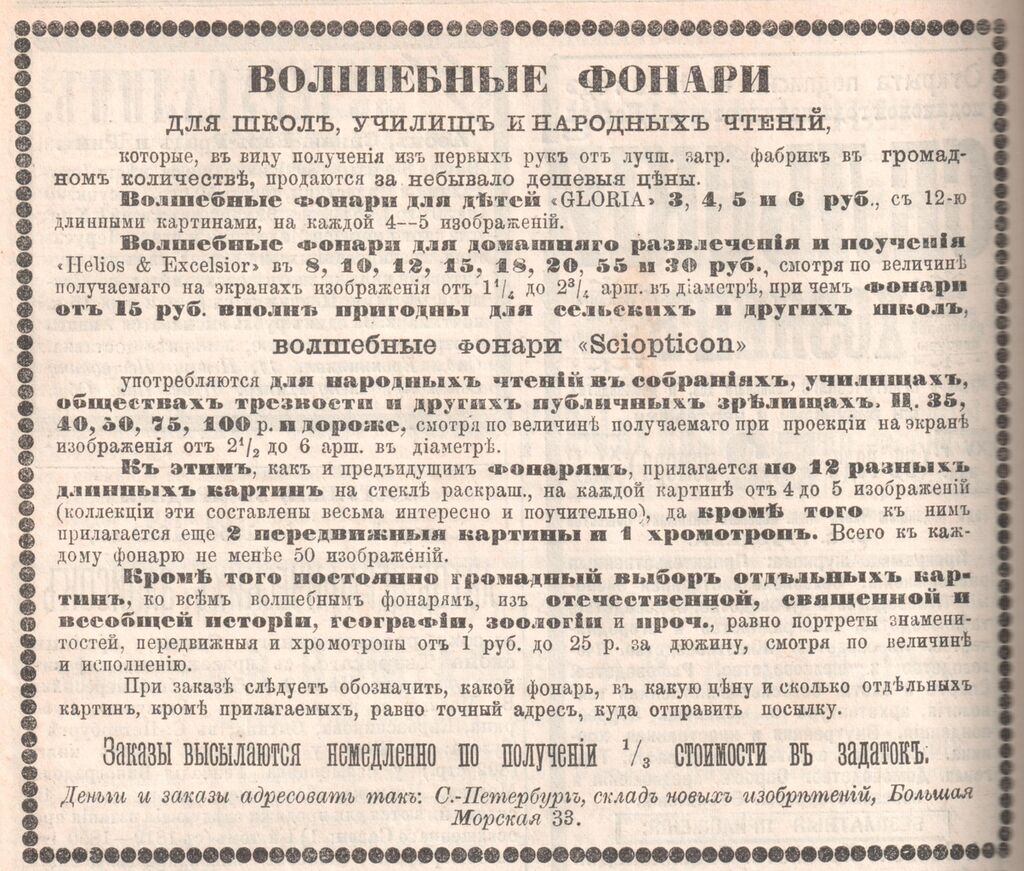 ВОЛШЕБНЫЕ ФОНАРИ
ДЛЯ ШКОЛЪ, УЧИЛИЩЪ И НАРОДНЫХЪ ЧТЕНІЙ,
которые, въ виду полученія изъ первыхъ рукъ отъ лучш. загр. фабрикъ въ громад-
номъ количествѣ, продаются за небывало дешевыя цѣны.
Волшебные фонари для дѣтей «GLORIA» 3, 4, 5 и 6 руб., съ 12-ю
длинными картинами, на каждой 4--5 изображеній.
Волшебные фонари для домашняго развлеченія и поученія
«Helios & Excelsior» въ 8, 10, 12, 15, 18, 20, 55 и 30 руб., смотря по величинѣ
получаемаго на экранахъ изображенія отъ 1¹/₄ до 2³/₄ арш. въ діаметрѣ, при чемъ фонари
отъ 15 руб. вполнѣ пригодны для сельскихъ и другихъ школъ,
ВОЛШЕБНЫЕ ФОНАРИ «Sciopticon»
употребляются для народныхъ чтеній въ собраніяхъ, училищахъ,
обществахъ трезвости и другихъ публичныхъ зрѣлищахъ. Ц. 35,
40, 50, 75, 100 р. и дороже, смотря по величинѣ получаемаго при проекціи на экранѣ
изображенія отъ 2¹/₂ до 6 арш. въ діаметрѣ.
Къ этимъ, какъ и предъидущимъ фонарямъ, прилагается по 12 разныхъ
длинныхъ картинъ на стеклѣ раскраш., на каждой картинѣ отъ 4 до 5 изображеній
(коллекціи эти составлены весьма интересно и поучительно), да кромѣ того къ нимъ
прилагается еще 2 передвижныя картины и 1 хромотропъ. Всего къ каж-
дому фонарю не менѣе 50 изображеній.
Кромѣ того постоянно громадный выборъ отдѣльныхъ кар-
тинъ, ко всѣмъ волшебнымъ фонарямъ, изъ отечественной, священной и
всеобщей исторіи, географіи, зоологіи и проч., равно портреты знамени-
тостей, передвижныя и хромотропы отъ 1 руб. до 25 р. за дюжину, смотря по величинѣ
и исполненію.
При заказѣ слѣдуетъ обозначить, какой фонарь, въ какую цѣну и сколько отдѣльныхъ
картинъ, кромѣ прилагаемыхъ, равно точный адресъ, куда отправить посылку.
Заказы высылаются немедленно по полученіи ¹/₃ стоимости въ задатокъ.
Деньги и заказы адресовать такъ: С.-Петербургъ, складъ новыхъ изобрѣтеній, Большая
Морская 33.